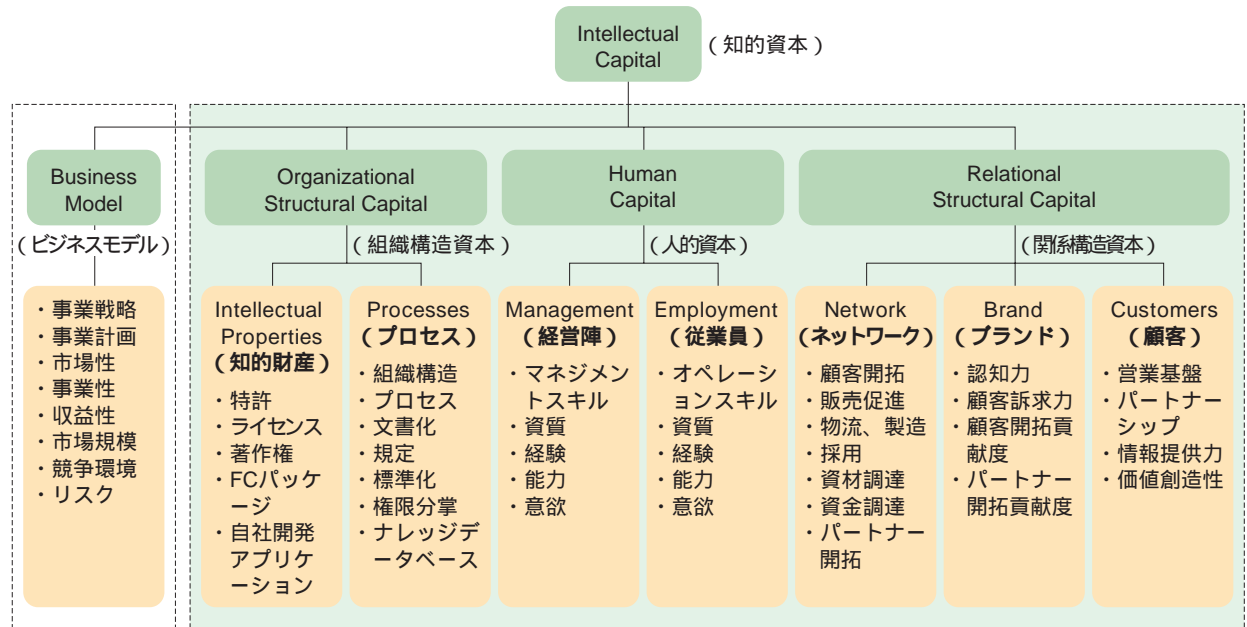 Intellectual
Capital
(知的資本)
Business
Model
(ビジネスモデル)
Organizational
Structural Capital
(組織構造資本)
Human
Capital
(人的資本)
Relational
Structural Capital
(関係構造資本)
・事業戦略
・事業計画
・市場性
・事業性
・収益性
・市場規模
・競争環境
・リスク
Intellectual
Properties
(知的財産)
・特許
・ライセンス
・著作権
・FCパッケ
ージ
・自社開発
アプリケ
ーション
Processes
(プロセス)
・組織構造
・プロセス
・文書化
・規定
・標準化
・権限分掌
・ナレッジデ
ータベース
Management
(経営陣)
・マネジメン
トスキル
・資質
・経験
・能力
・意欲
Employment
(従業員)
・オペレーシ
ョンスキル
・資質
・経験
・能力
・意欲
Network
(ネットワーク)
・顧客開拓
・販売促進
・物流、製造
・採用
・資材調達
・資金調達
・パートナー
開拓
Brand
(ブランド)
・認知力
・顧客訴求力
・顧客開拓貢
献度
・パートナー
開拓貢献度
Customers
(顧客)
・営業基盤
・パートナー
シップ
・情報提供力
・価値創造性